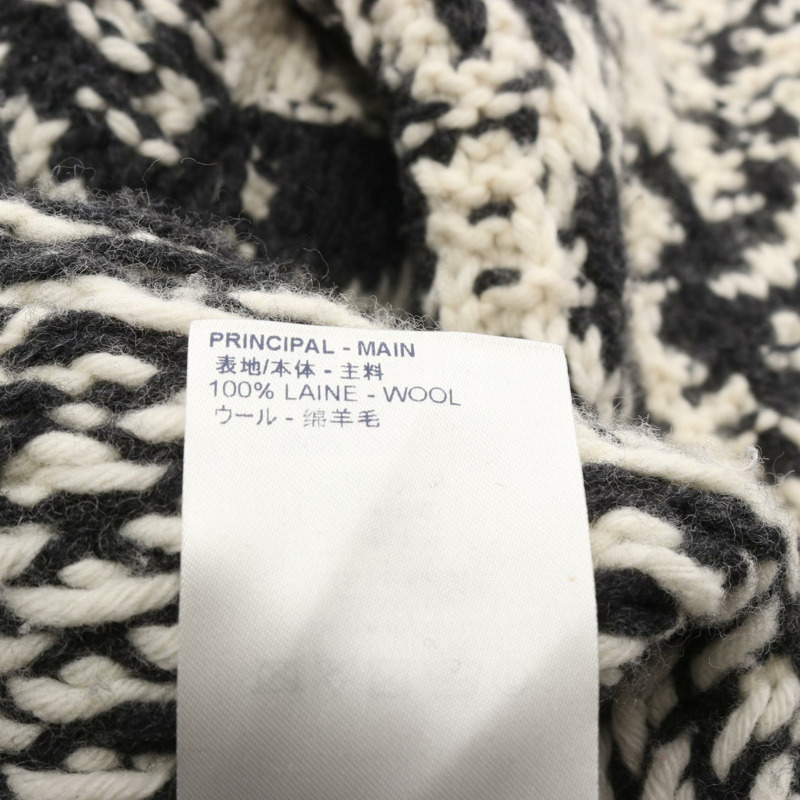 PRINCIPAL - MAIN
表地/本体 - 主料
100% LAINE - WOOL
ウール - 绵羊毛